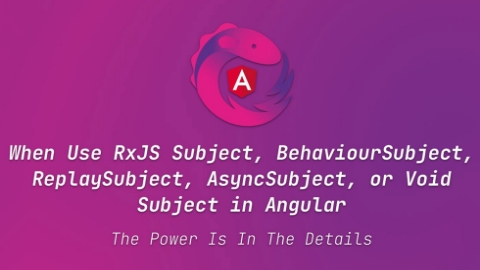 A
When Use RxJS Subject, BehaviourSubject,
ReplaySubject, AsyncSubject, or Void
Subject in Angular
The Power Is In The Details